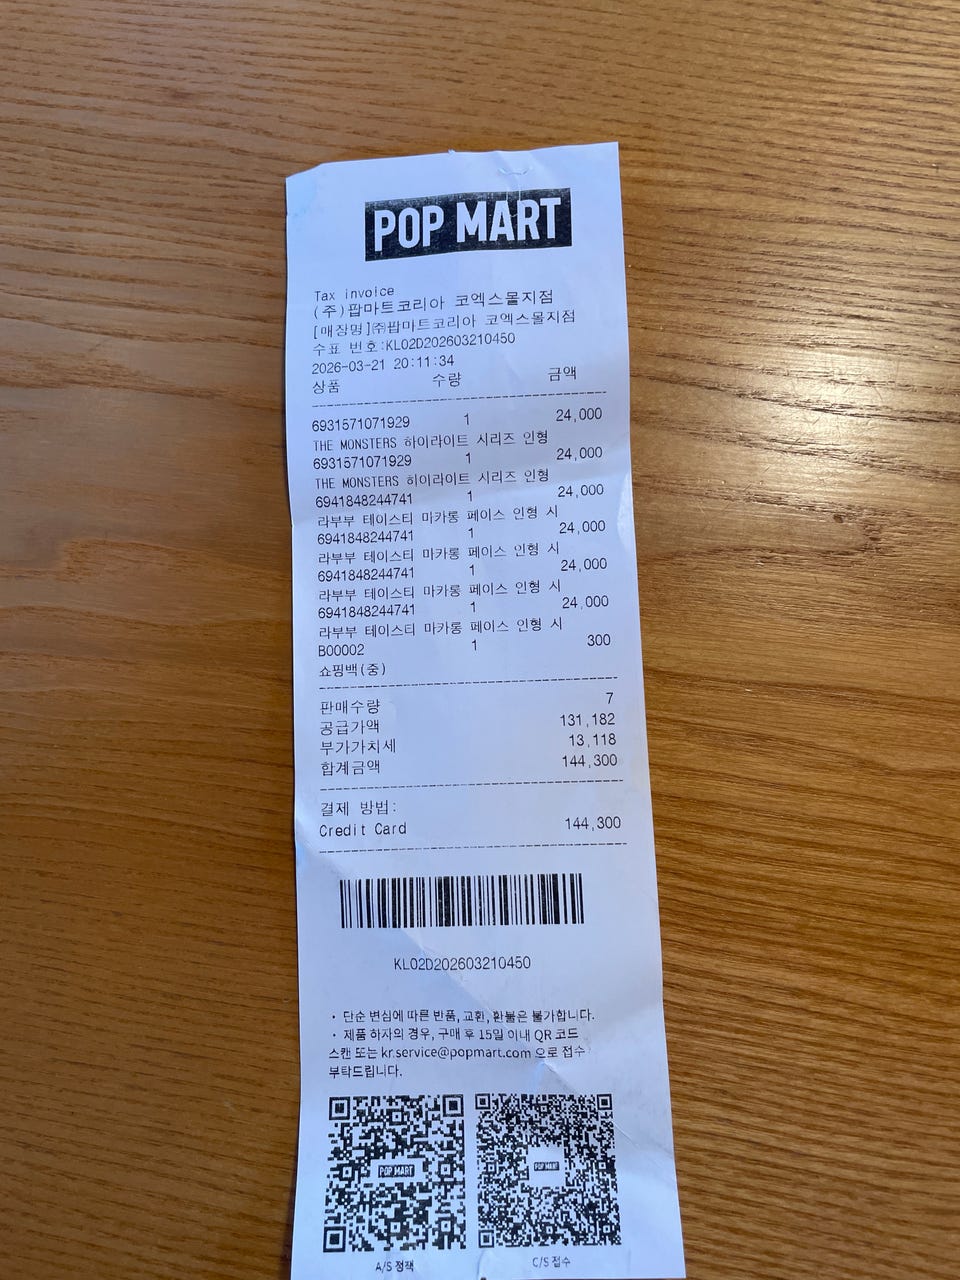 POP MART
Tax invoice
(주)팝마트코리아 코엑스몰지점
[매장명]㈜팝마트코리아 코엑스몰지점
수표 번호:KL02D202603210450
2026-03-21 20:11:34
상품 수량 금액
6931571071929 1 24,000
THE MONSTERS 하이라이트 시리즈 인형
6931571071929 1 24,000
THE MONSTERS 하이라이트 시리즈 인형
6941848244741 1 24,000
라부부 테이스티 마카롱 페이스 인형 시
6941848244741 1 24,000
라부부 테이스티 마카롱 페이스 인형 시
6941848244741 1 24,000
라부부 테이스티 마카롱 페이스 인형 시
6941848244741 1 24,000
라부부 테이스티 마카롱 페이스 인형 시
B00002 1 300
쇼핑백(중)
판매수량 7
공급가액 131,182
부가가치세 13,118
합계금액 144,300
결제 방법:
Credit Card 144,300
KL02D202603210450
· 단순 변심에 따른 반품, 교환, 환불은 불가합니다.
· 제품 하자의 경우, 구매 후 15일 이내 QR 코드
스캔 또는 kr.service@popmart.com 으로 접수
부탁드립니다.
POP MART POP MART
A/S 정책 C/S 접수